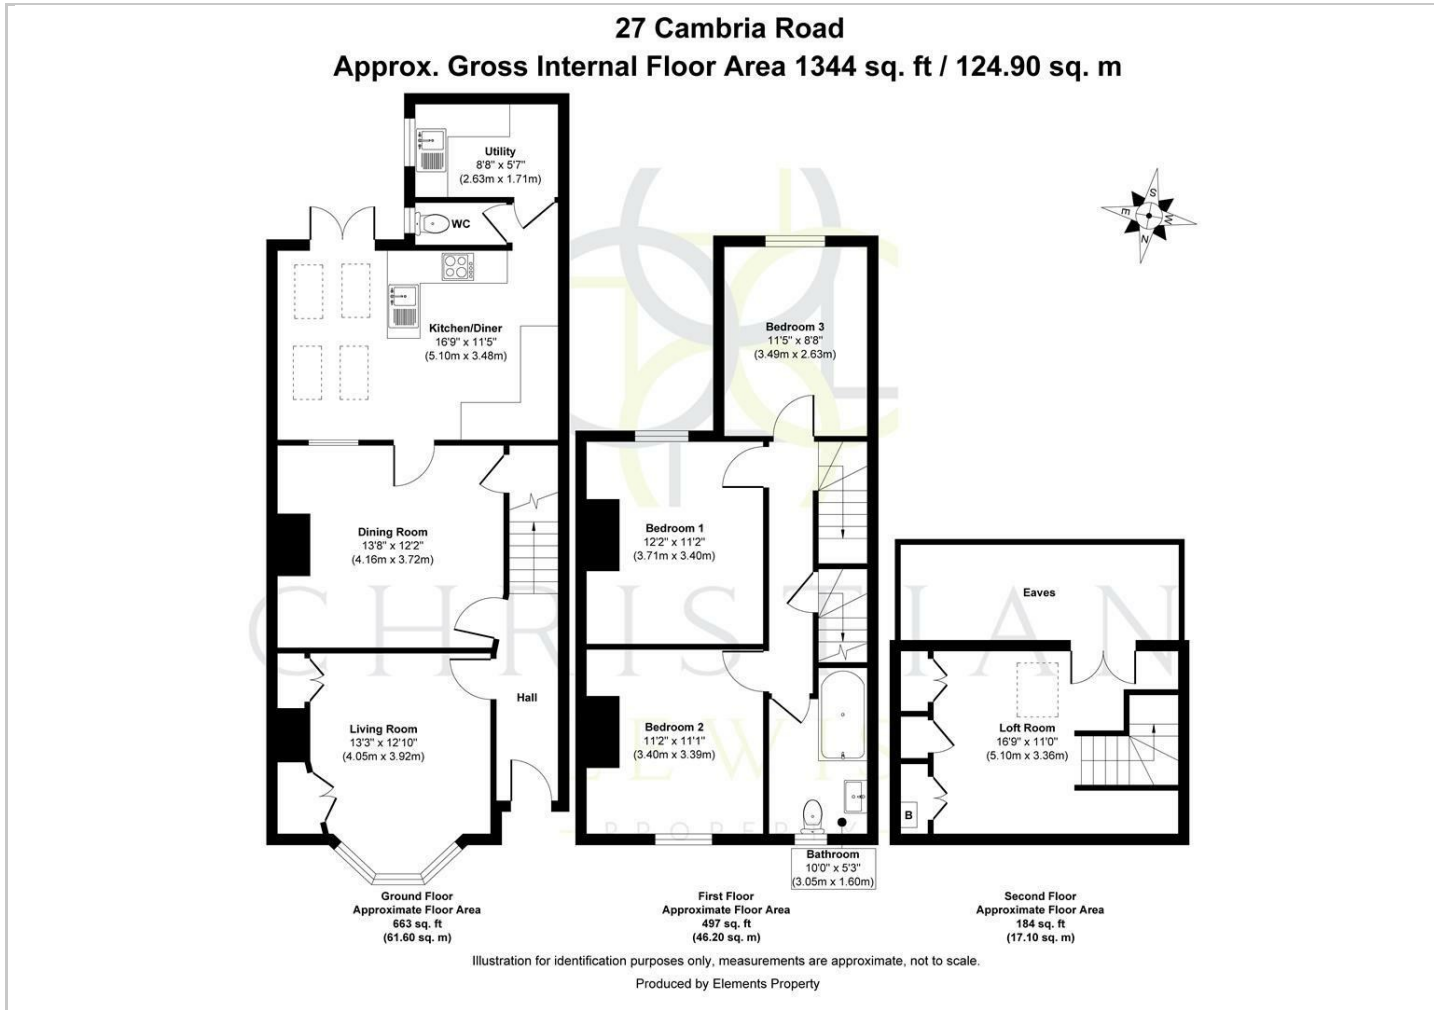 27 Cambria Road
Approx. Gross Internal Floor Area 1344 sq. ft / 124.90 sq. m
Utility
8'8" x 5'7"
(2.63m x 1.71m)
WC
Kitchen/Diner
16'9" x 11'5"
(5.10m x 3.48m)
Dining Room
13'8" x 12'2"
(4.16m x 3.72m)
Hall
Living Room
13'3" x 12'10"
(4.05m x 3.92m)
Ground Floor
Approximate Floor Area
663 sq. ft
(61.60 sq. m)
Bedroom 3
11'5" x 8'8"
(3.49m x 2.63m)
Bedroom 1
12'2" x 11'2"
(3.71m x 3.40m)
Bedroom 2
11'2" x 11'1"
(3.40m x 3.39m)
Bathroom
10'0" x 5'3"
(3.05m x 1.60m)
First Floor
Approximate Floor Area
497 sq. ft
(46.20 sq. m)
S
E
W
N
Eaves
Loft Room
16'9" x 11'0"
(5.10m x 3.36m)
B
Second Floor
Approximate Floor Area
184 sq. ft
(17.10 sq. m)
CHRISTIAN
LEWIS
PROPERTY
Illustration for identification purposes only, measurements are approximate, not to scale.
Produced by Elements Property